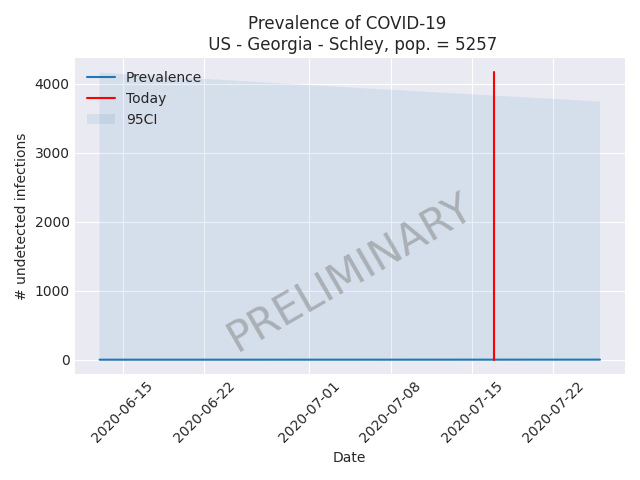 Prevalence of COVID-19
US - Georgia - Schley, pop. = 5257
Prevalence
Today
95CI
4000
3000
2000
1000
0
# undetected infections
PRELIMINARY
2020-06-15
2020-06-22
2020-07-01
2020-07-08
2020-07-15
2020-07-22
Date